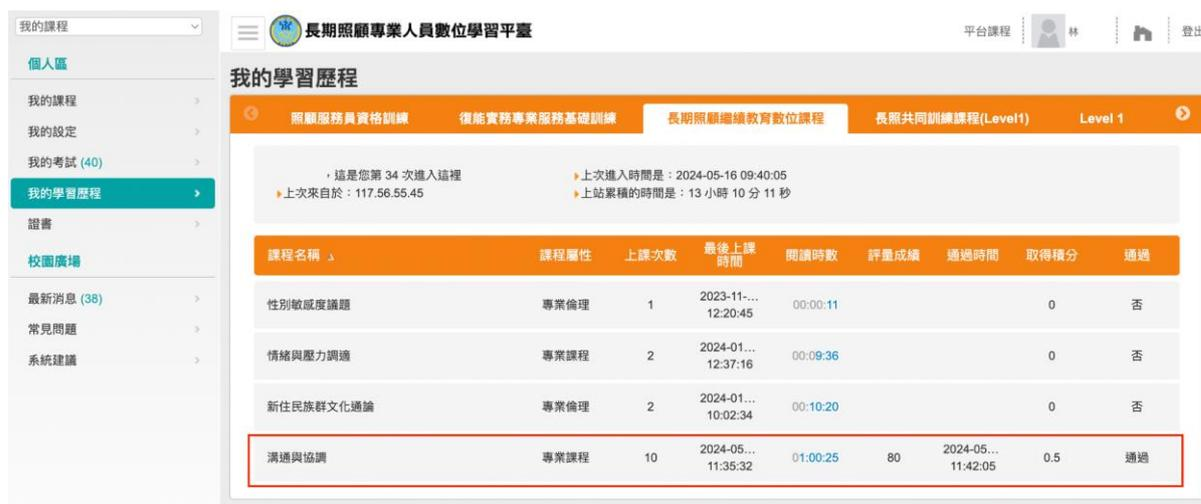 我的課程
長期照顧專業人員數位學習平臺
平台課程
林
登出
個人區
我的課程
我的設定
我的考試 (40)
我的學習歷程
證書
校園廣場
最新消息 (38)
常見問題
系統建議
我的學習歷程
照顧服務員資格訓練 復能實務專業服務基礎訓練 長期照顧繼續教育數位課程 長照共同訓練課程(Level1) Level 1
，這是您第 34 次進入這裡
上次來自於：117.56.55.45
上次進入時間是：2024-05-16 09:40:05
上站累積的時間是：13 小時 10 分 11 秒
課程名稱 課程屬性 上課次數 最後上課時間 閱讀時數 評量成績 通過時間 取得積分 通過
性別敏感度議題 專業倫理 1 2023-11-... 12:20:45 00:00:11 0 否
情緒與壓力調適 專業課程 2 2024-01... 12:37:16 00:09:36 0 否
新住民族群文化通論 專業倫理 2 2024-01... 10:02:34 00:10:20 0 否
溝通與協調 專業課程 10 2024-05... 11:35:32 01:00:25 80 2024-05... 11:42:05 0.5 通過